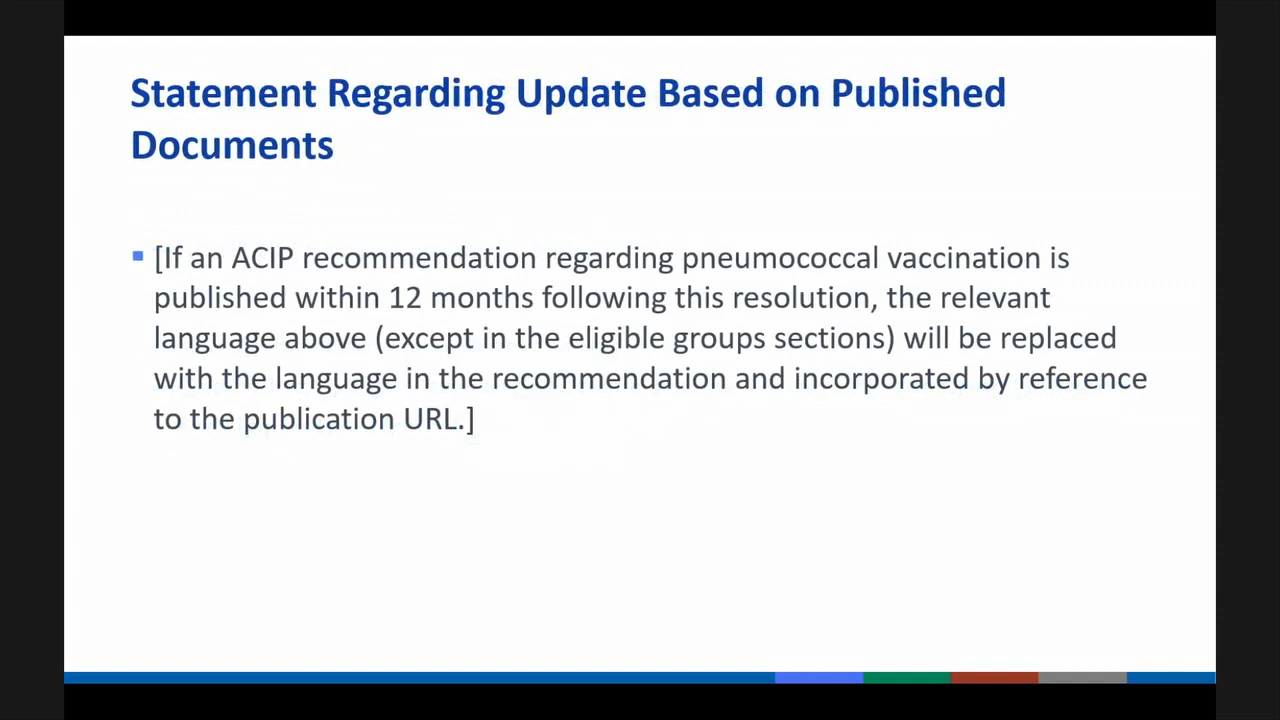 Statement Regarding Update Based on Published
Documents
[If an ACIP recommendation regarding pneumococcal vaccination is
published within 12 months following this resolution, the relevant
language above (except in the eligible groups sections) will be replaced
with the language in the recommendation and incorporated by reference
to the publication URL.]